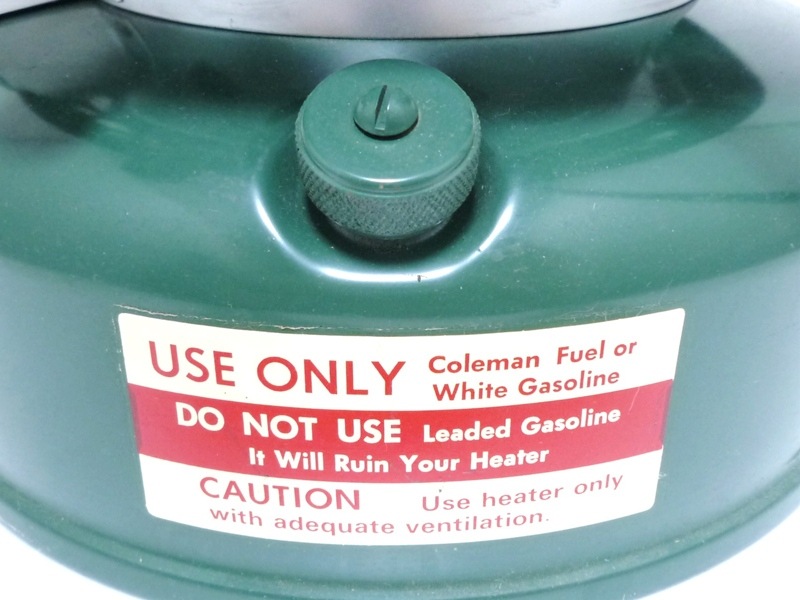 USE ONLY Coleman Fuel or
White Gasoline
DO NOT USE Leaded Gasoline
It Will Ruin Your Heater
CAUTION Use heater only
with adequate ventilation.